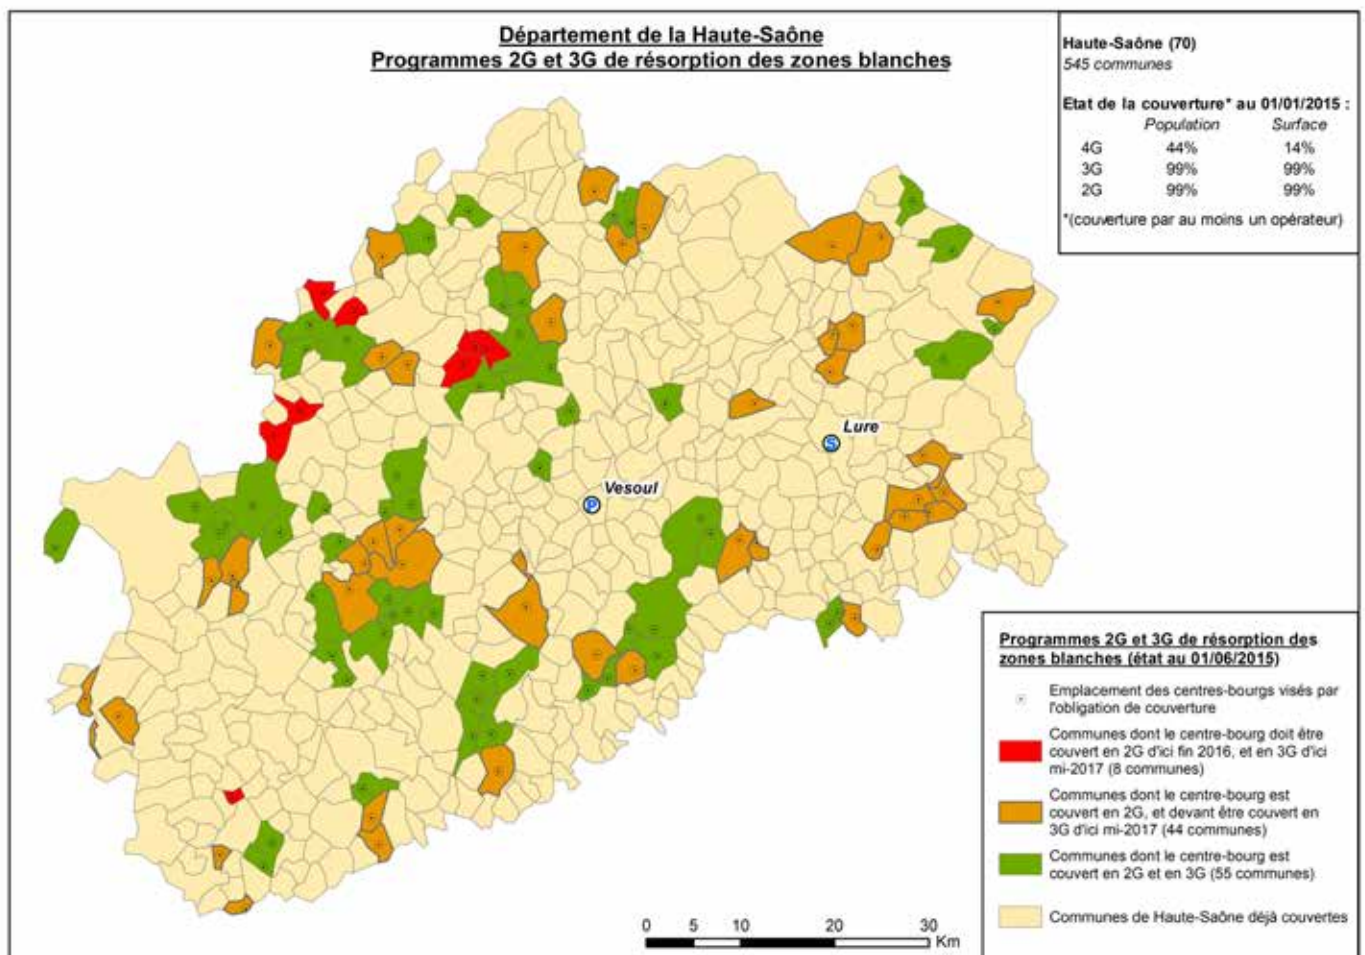 Département de la Haute-Saône
Programmes 2G et 3G de résorption des zones blanches
Haute-Saône (70)
545 communes
Etat de la couverture* au 01/01/2015 :
Population Surface
4G 44% 14%
3G 99% 99%
2G 99% 99%
*(couverture par au moins un opérateur)
Lure
S
Vesoul
P
Programmes 2G et 3G de résorption des
zones blanches (état au 01/06/2015)
Emplacement des centres-bourgs visés par
l'obligation de couverture
Communes dont le centre-bourg doit être
couvert en 2G d'ici fin 2016, et en 3G d'ici
mi-2017 (8 communes)
Communes dont le centre-bourg est
couvert en 2G, et devant être couvert en
3G d'ici mi-2017 (44 communes)
Communes dont le centre-bourg est
couvert en 2G et en 3G (55 communes)
Communes de Haute-Saône déjà couvertes
0 5 10 20 30
Km